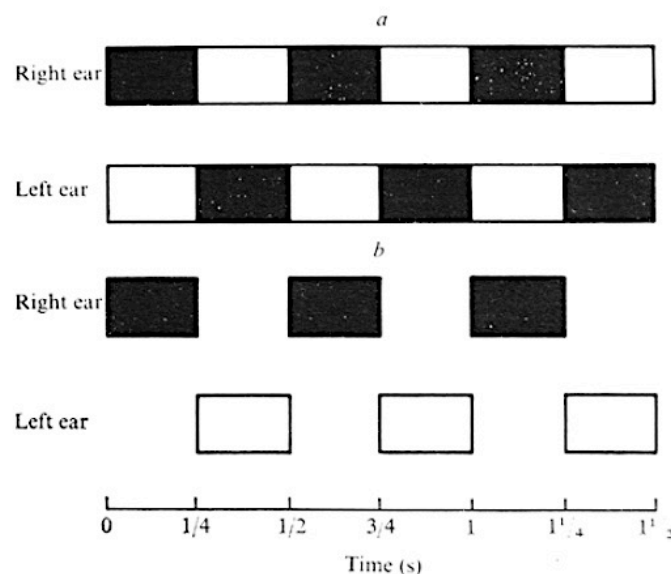 a
Right ear
Left ear
b
Right ear
Left ear
0 1/4 1/2 3/4 1 1¹/₄
Time (s)